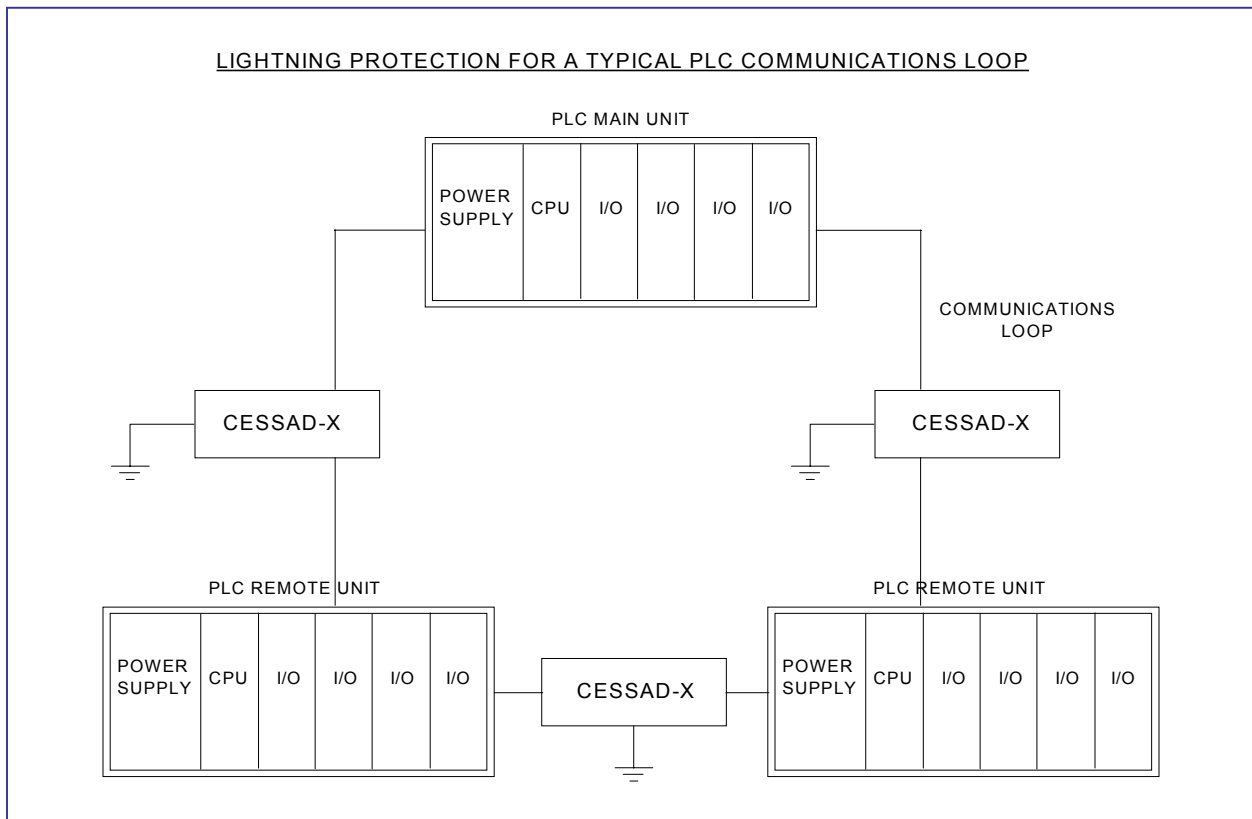 LIGHTNING PROTECTION FOR A TYPICAL PLC COMMUNICATIONS LOOP
PLC MAIN UNIT
POWER
SUPPLY
CPU
I/O
I/O
I/O
I/O
COMMUNICATIONS
LOOP
CESSAD-X
CESSAD-X
PLC REMOTE UNIT
POWER
SUPPLY
CPU
I/O
I/O
I/O
I/O
CESSAD-X
PLC REMOTE UNIT
POWER
SUPPLY
CPU
I/O
I/O
I/O
I/O